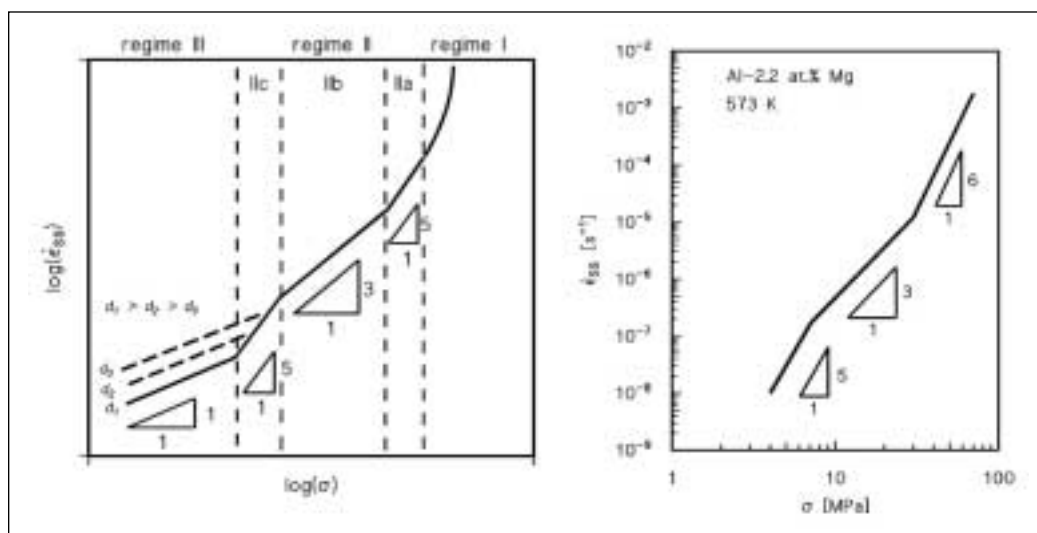 regime III regime II regime I
IIc IIb IIa
log(ε̇ss)
d₁ > d₂ > d₃
d₃
d₂
d₁
1
1
5
1
3
1
5
1
log(σ)
Al-2.2 at.% Mg
573 K
ε̇ss [s⁻¹]
10⁻²
10⁻³
10⁻⁴
10⁻⁵
10⁻⁶
10⁻⁷
10⁻⁸
10⁻⁹
6
1
3
1
5
1
1 10 100
σ [MPa]